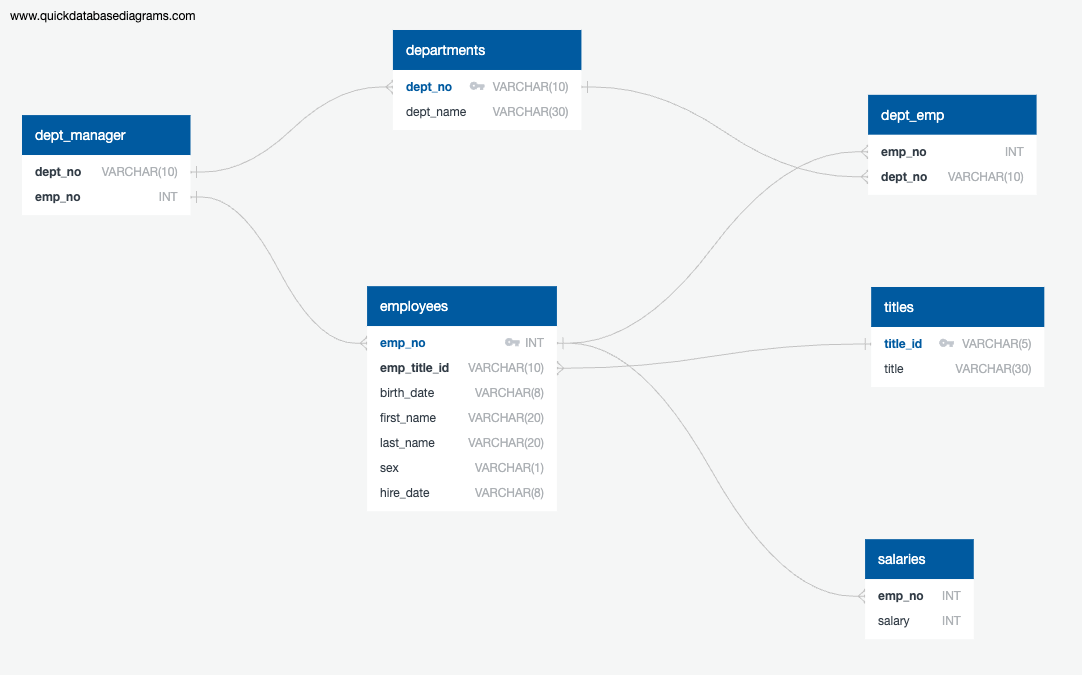 www.quickdatabasediagrams.com
departments
dept_no VARCHAR(10)
dept_name VARCHAR(30)
dept_manager
dept_no VARCHAR(10)
emp_no INT
dept_emp
emp_no INT
dept_no VARCHAR(10)
employees
emp_no INT
emp_title_id VARCHAR(10)
birth_date VARCHAR(8)
first_name VARCHAR(20)
last_name VARCHAR(20)
sex VARCHAR(1)
hire_date VARCHAR(8)
titles
title_id VARCHAR(5)
title VARCHAR(30)
salaries
emp_no INT
salary INT